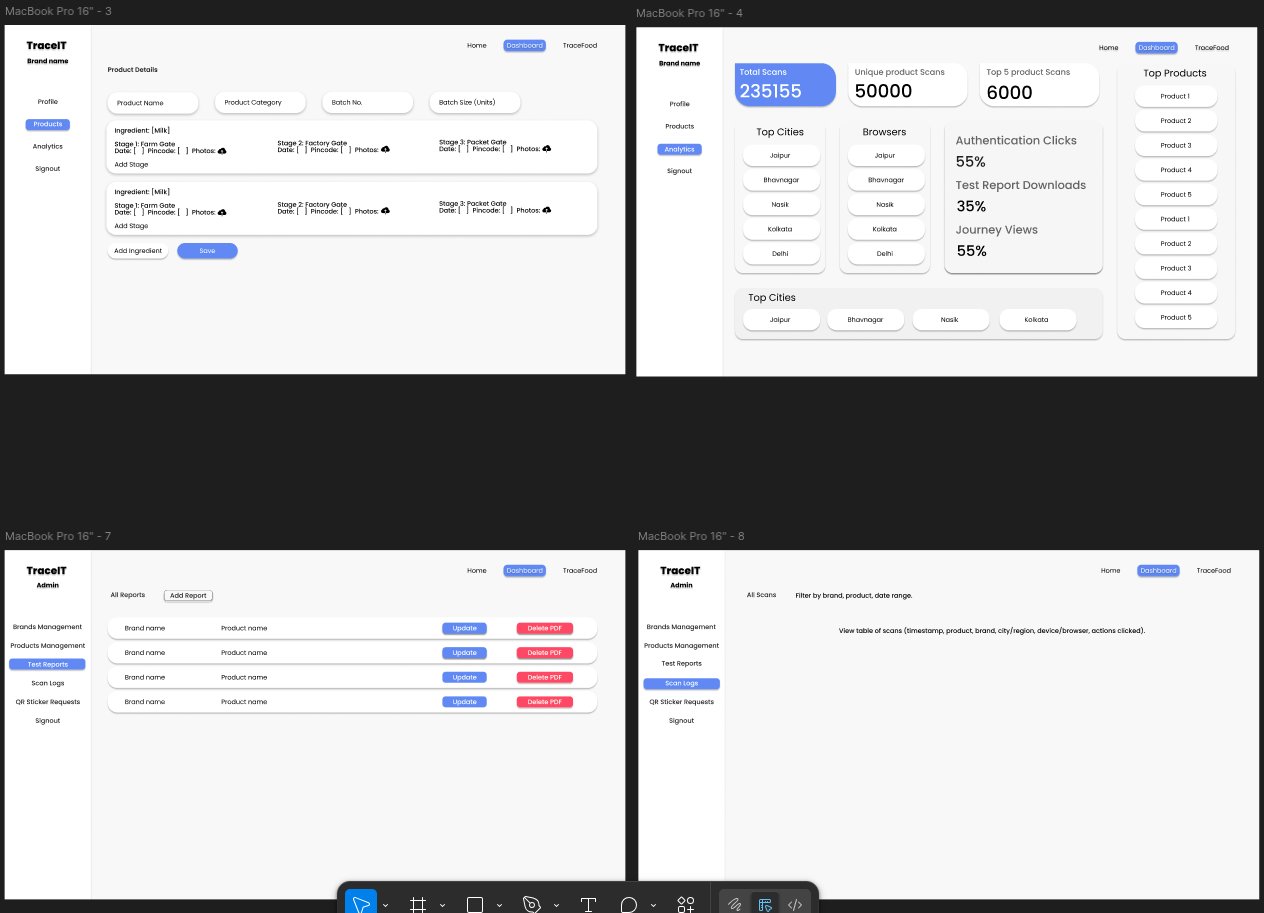 MacBook Pro 16" - 3
TraceIT
Brand name
Profile
Products
Analytics
Signout
Home Dashboard TraceFood
Product Details
Product Name Product Category Batch No. Batch Size (Units)
Ingredient: [Milk]
Stage 1: Farm Gate Stage 2: Factory Gate Stage 3: Packet Gate
Date: [ ] Pincode: [ ] Photos: Date: [ ] Pincode: [ ] Photos: Date: [ ] Pincode: [ ] Photos:
Add Stage
Ingredient: [Milk]
Stage 1: Farm Gate Stage 2: Factory Gate Stage 3: Packet Gate
Date: [ ] Pincode: [ ] Photos: Date: [ ] Pincode: [ ] Photos: Date: [ ] Pincode: [ ] Photos:
Add Stage
Add Ingredient Save
MacBook Pro 16" - 4
TraceIT
Brand name
Profile
Products
Analytics
Signout
Home Dashboard TraceFood
Total Scans
235155
Unique product Scans
50000
Top 5 product Scans
6000
Top Cities
Jaipur
Bhavnagar
Nasik
Kolkata
Delhi
Browsers
Jaipur
Bhavnagar
Nasik
Kolkata
Delhi
Authentication Clicks
55%
Test Report Downloads
35%
Journey Views
55%
Top Products
Product 1
Product 2
Product 3
Product 4
Product 5
Product 1
Product 2
Product 3
Product 4
Product 5
Top Cities
Jaipur Bhavnagar Nasik Kolkata
MacBook Pro 16" - 7
TraceIT
Admin
Brands Management
Products Management
Test Reports
Scan Logs
QR Sticker Requests
Signout
Home Dashboard TraceFood
All Reports Add Report
Brand name Product name Update Delete PDF
Brand name Product name Update Delete PDF
Brand name Product name Update Delete PDF
Brand name Product name Update Delete PDF
MacBook Pro 16" - 8
TraceIT
Admin
Brands Management
Products Management
Test Reports
Scan Logs
QR Sticker Requests
Signout
Home Dashboard TraceFood
All Scans Filter by brand, product, date range.
View table of scans (timestamp, product, brand, city/region, device/browser, actions clicked).